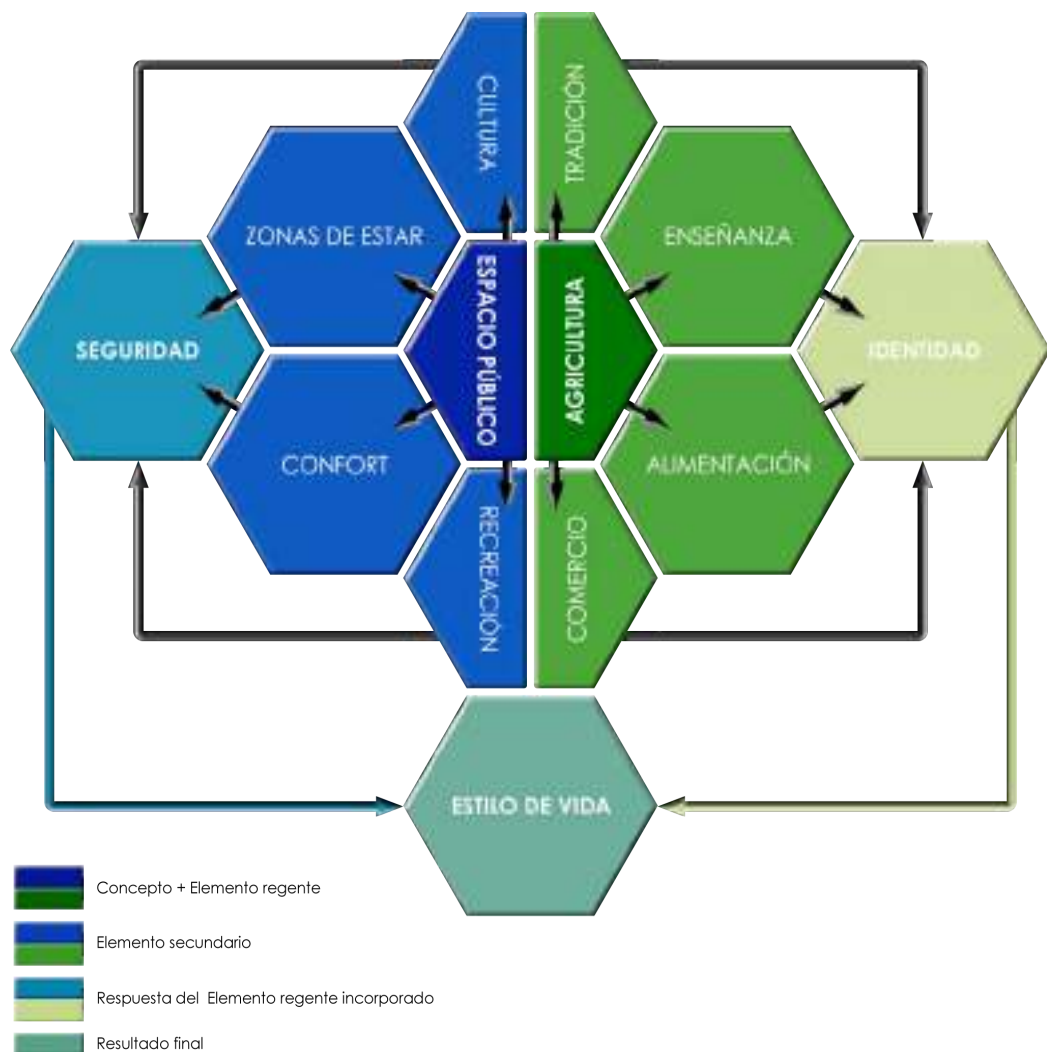 CULTURA
TRADICIÓN
ZONAS DE ESTAR
ENSEÑANZA
ESPACIO PÚBLICO
AGRICULTURA
SEGURIDAD
IDENTIDAD
CONFORT
ALIMENTACIÓN
RECREACIÓN
COMERCIO
ESTILO DE VIDA
Concepto + Elemento regente
Elemento secundario
Respuesta del Elemento regente incorporado
Resultado final